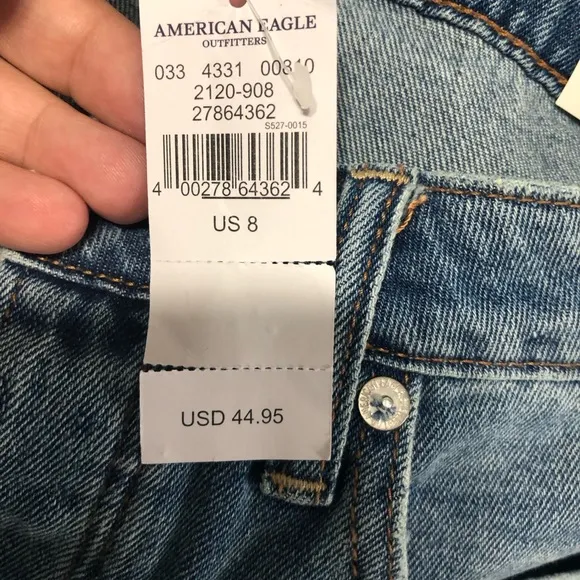 AMERICAN EAGLE
OUTFITTERS
033 4331 00810
2120-908
27864362
S527-0015
4 00278 64362 4
US 8
USD 44.95